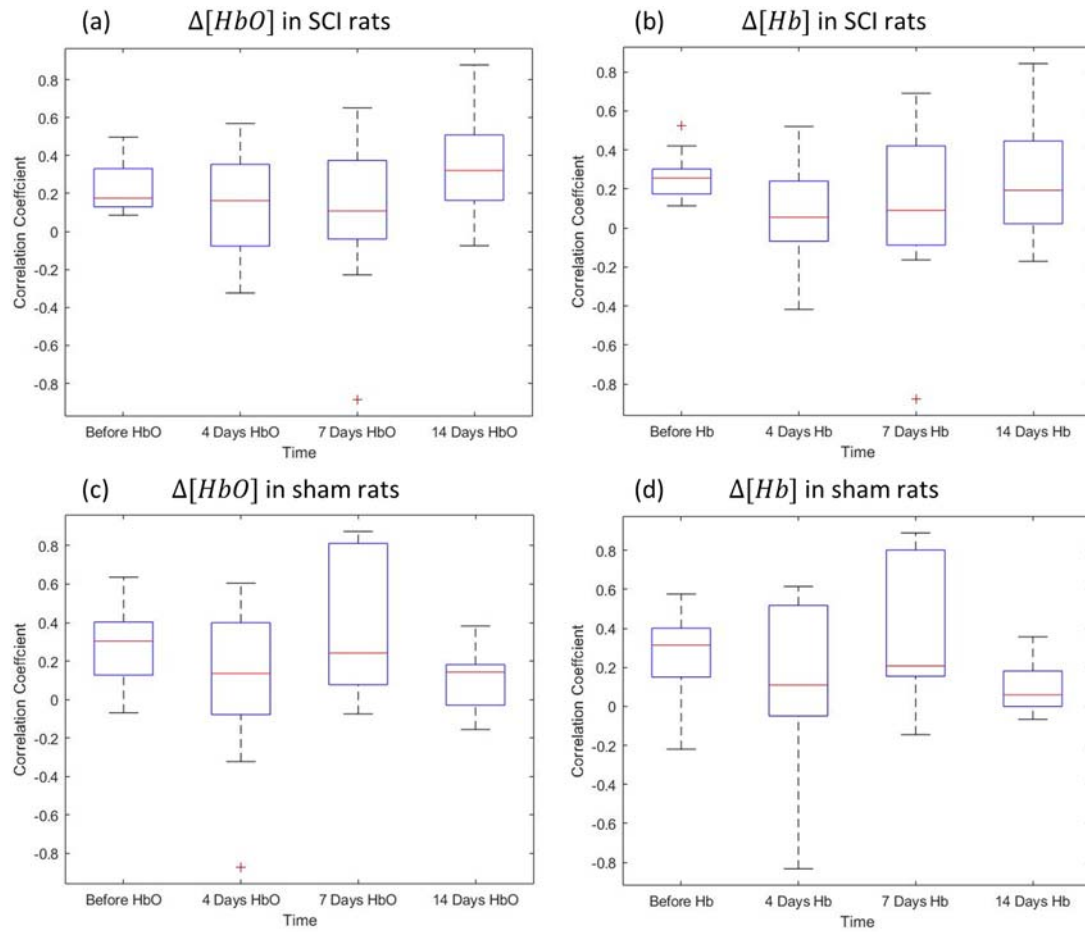 (a) Δ[HbO] in SCI rats
0.8
0.6
0.4
0.2
0
-0.2
-0.4
-0.6
-0.8
Correlation Coeffcient
Before HbO 4 Days HbO 7 Days HbO 14 Days HbO
Time
(b) Δ[Hb] in SCI rats
0.8
0.6
0.4
0.2
0
-0.2
-0.4
-0.6
-0.8
Correlation Coeffcient
Before Hb 4 Days Hb 7 Days Hb 14 Days Hb
Time
(c) Δ[HbO] in sham rats
0.8
0.6
0.4
0.2
0
-0.2
-0.4
-0.6
-0.8
Correlation Coeffcient
Before HbO 4 Days HbO 7 Days HbO 14 Days HbO
Time
(d) Δ[Hb] in sham rats
0.8
0.6
0.4
0.2
0
-0.2
-0.4
-0.6
-0.8
Correlation Coeffcient
Before Hb 4 Days Hb 7 Days Hb 14 Days Hb
Time